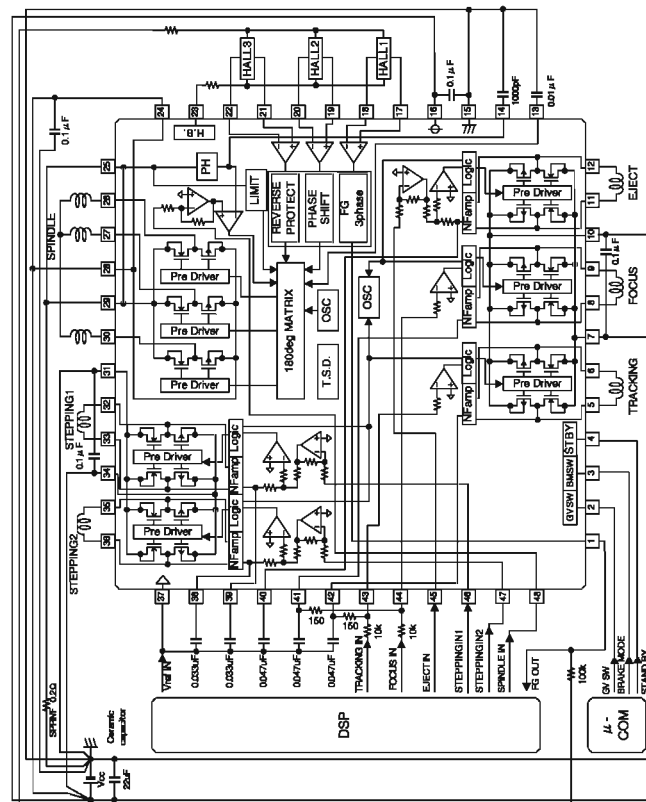 HALL3
HALL2
HALL1
0.1μF
1000pF
0.01μF
24
23
22
21
20
19
18
17
16
15
14
13
0.1μF
H.B.
25
26
27
28
29
30
31
32
33
34
35
36
SPINDLE
STEPPING1
0.1μF
STEPPING2
PH
LIMIT
REVERSE PROTECT
PHASE SHIFT
FG 3phase
180deg MATRIX
OSC
T.S.D.
OSC
Pre Driver
Pre Driver
Pre Driver
Pre Driver
Pre Driver
Logic
NFamp
Logic
NFamp
Logic
NFamp
Logic
NFamp
Logic
NFamp
Pre Driver
Pre Driver
Pre Driver
12
11
10
9
8
7
6
5
4
3
2
1
EJECT
0.1μF
FOCUS
TRACKING
STBY
BMSW
GVSW
37
38
39
40
41
42
43
44
45
46
47
48
150
150
10k
10k
Vref IN
0.033uF
0.033uF
0.047uF
0.047uF
0.047uF
TRACKING IN
FOCUS IN
EJECT IN
STEPPINGIN1
STEPPINGIN2
SPINDLE IN
FG OUT
100k
GV SW
BRAKE MODE
STAND BY
DSP
μ-COM
SPRNF 0.2Ω
Ceramic capacitor
Vcc
22uF